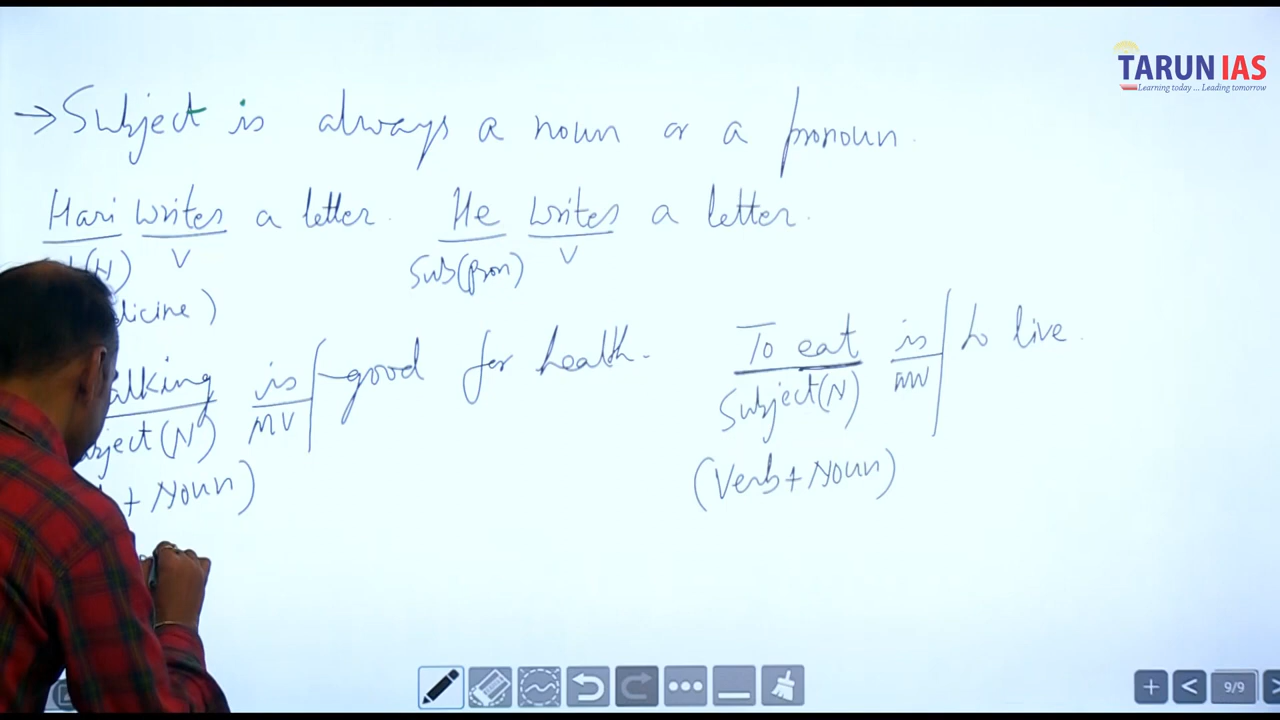 TARUN IAS
Learning today ... Leading tomorrow
→ Subject is always a noun or a pronoun.
Hari writes a letter. He writes a letter.
(N) V Sub(pron) V
alking is good for health. To eat is to live.
ject(N) MV Subject(N) MV
+ Noun) (Verb + Noun)
9/9